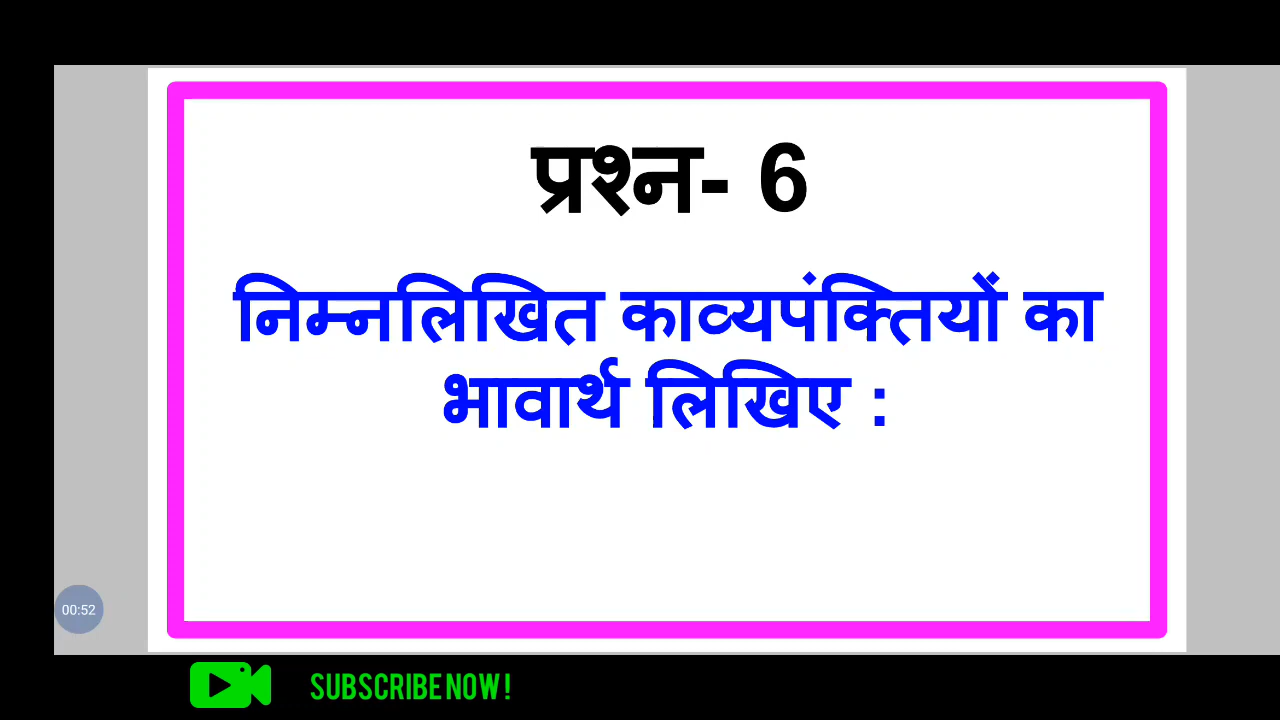 प्रश्न- 6
निम्नलिखित काव्यपंक्तियों का
भावार्थ लिखिए :
00:52
SUBSCRIBE NOW !